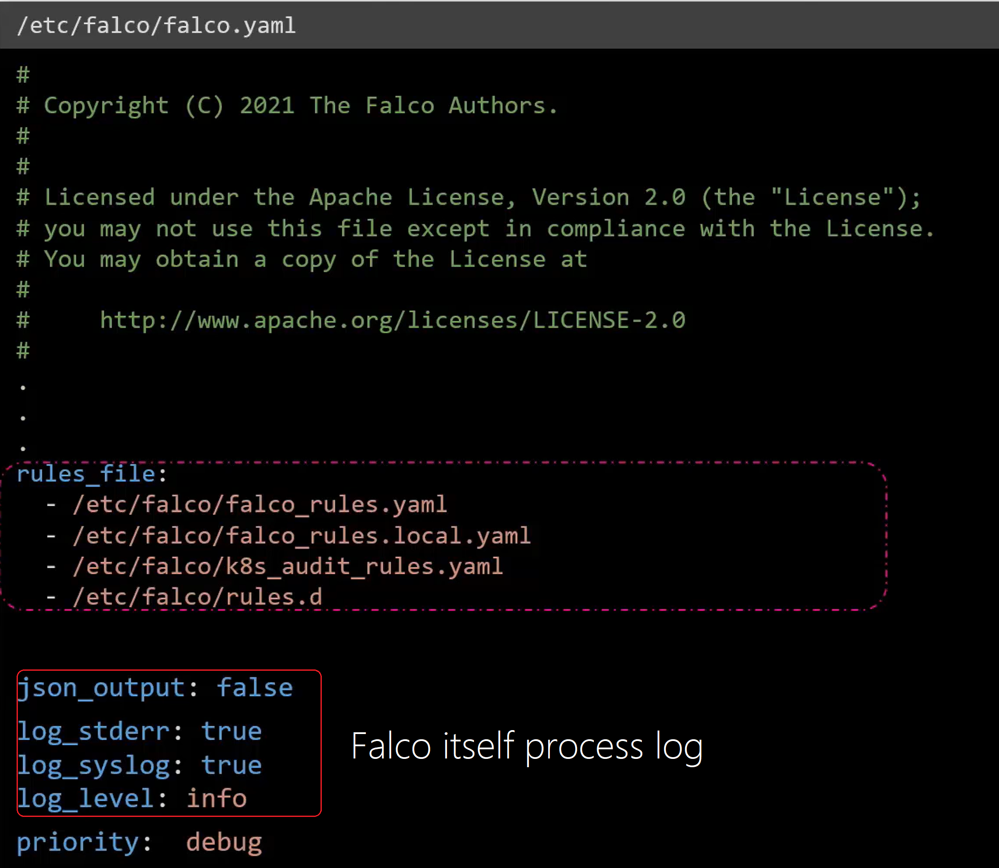 /etc/falco/falco.yaml
#
# Copyright (C) 2021 The Falco Authors.
#
#
# Licensed under the Apache License, Version 2.0 (the "License");
# you may not use this file except in compliance with the License.
# You may obtain a copy of the License at
#
#     http://www.apache.org/licenses/LICENSE-2.0
#
.
.
.
rules_file:
  - /etc/falco/falco_rules.yaml
  - /etc/falco/falco_rules.local.yaml
  - /etc/falco/k8s_audit_rules.yaml
  - /etc/falco/rules.d
json_output: false
log_stderr: true
Falco itself process log
log_syslog: true
log_level: info
priority:  debug